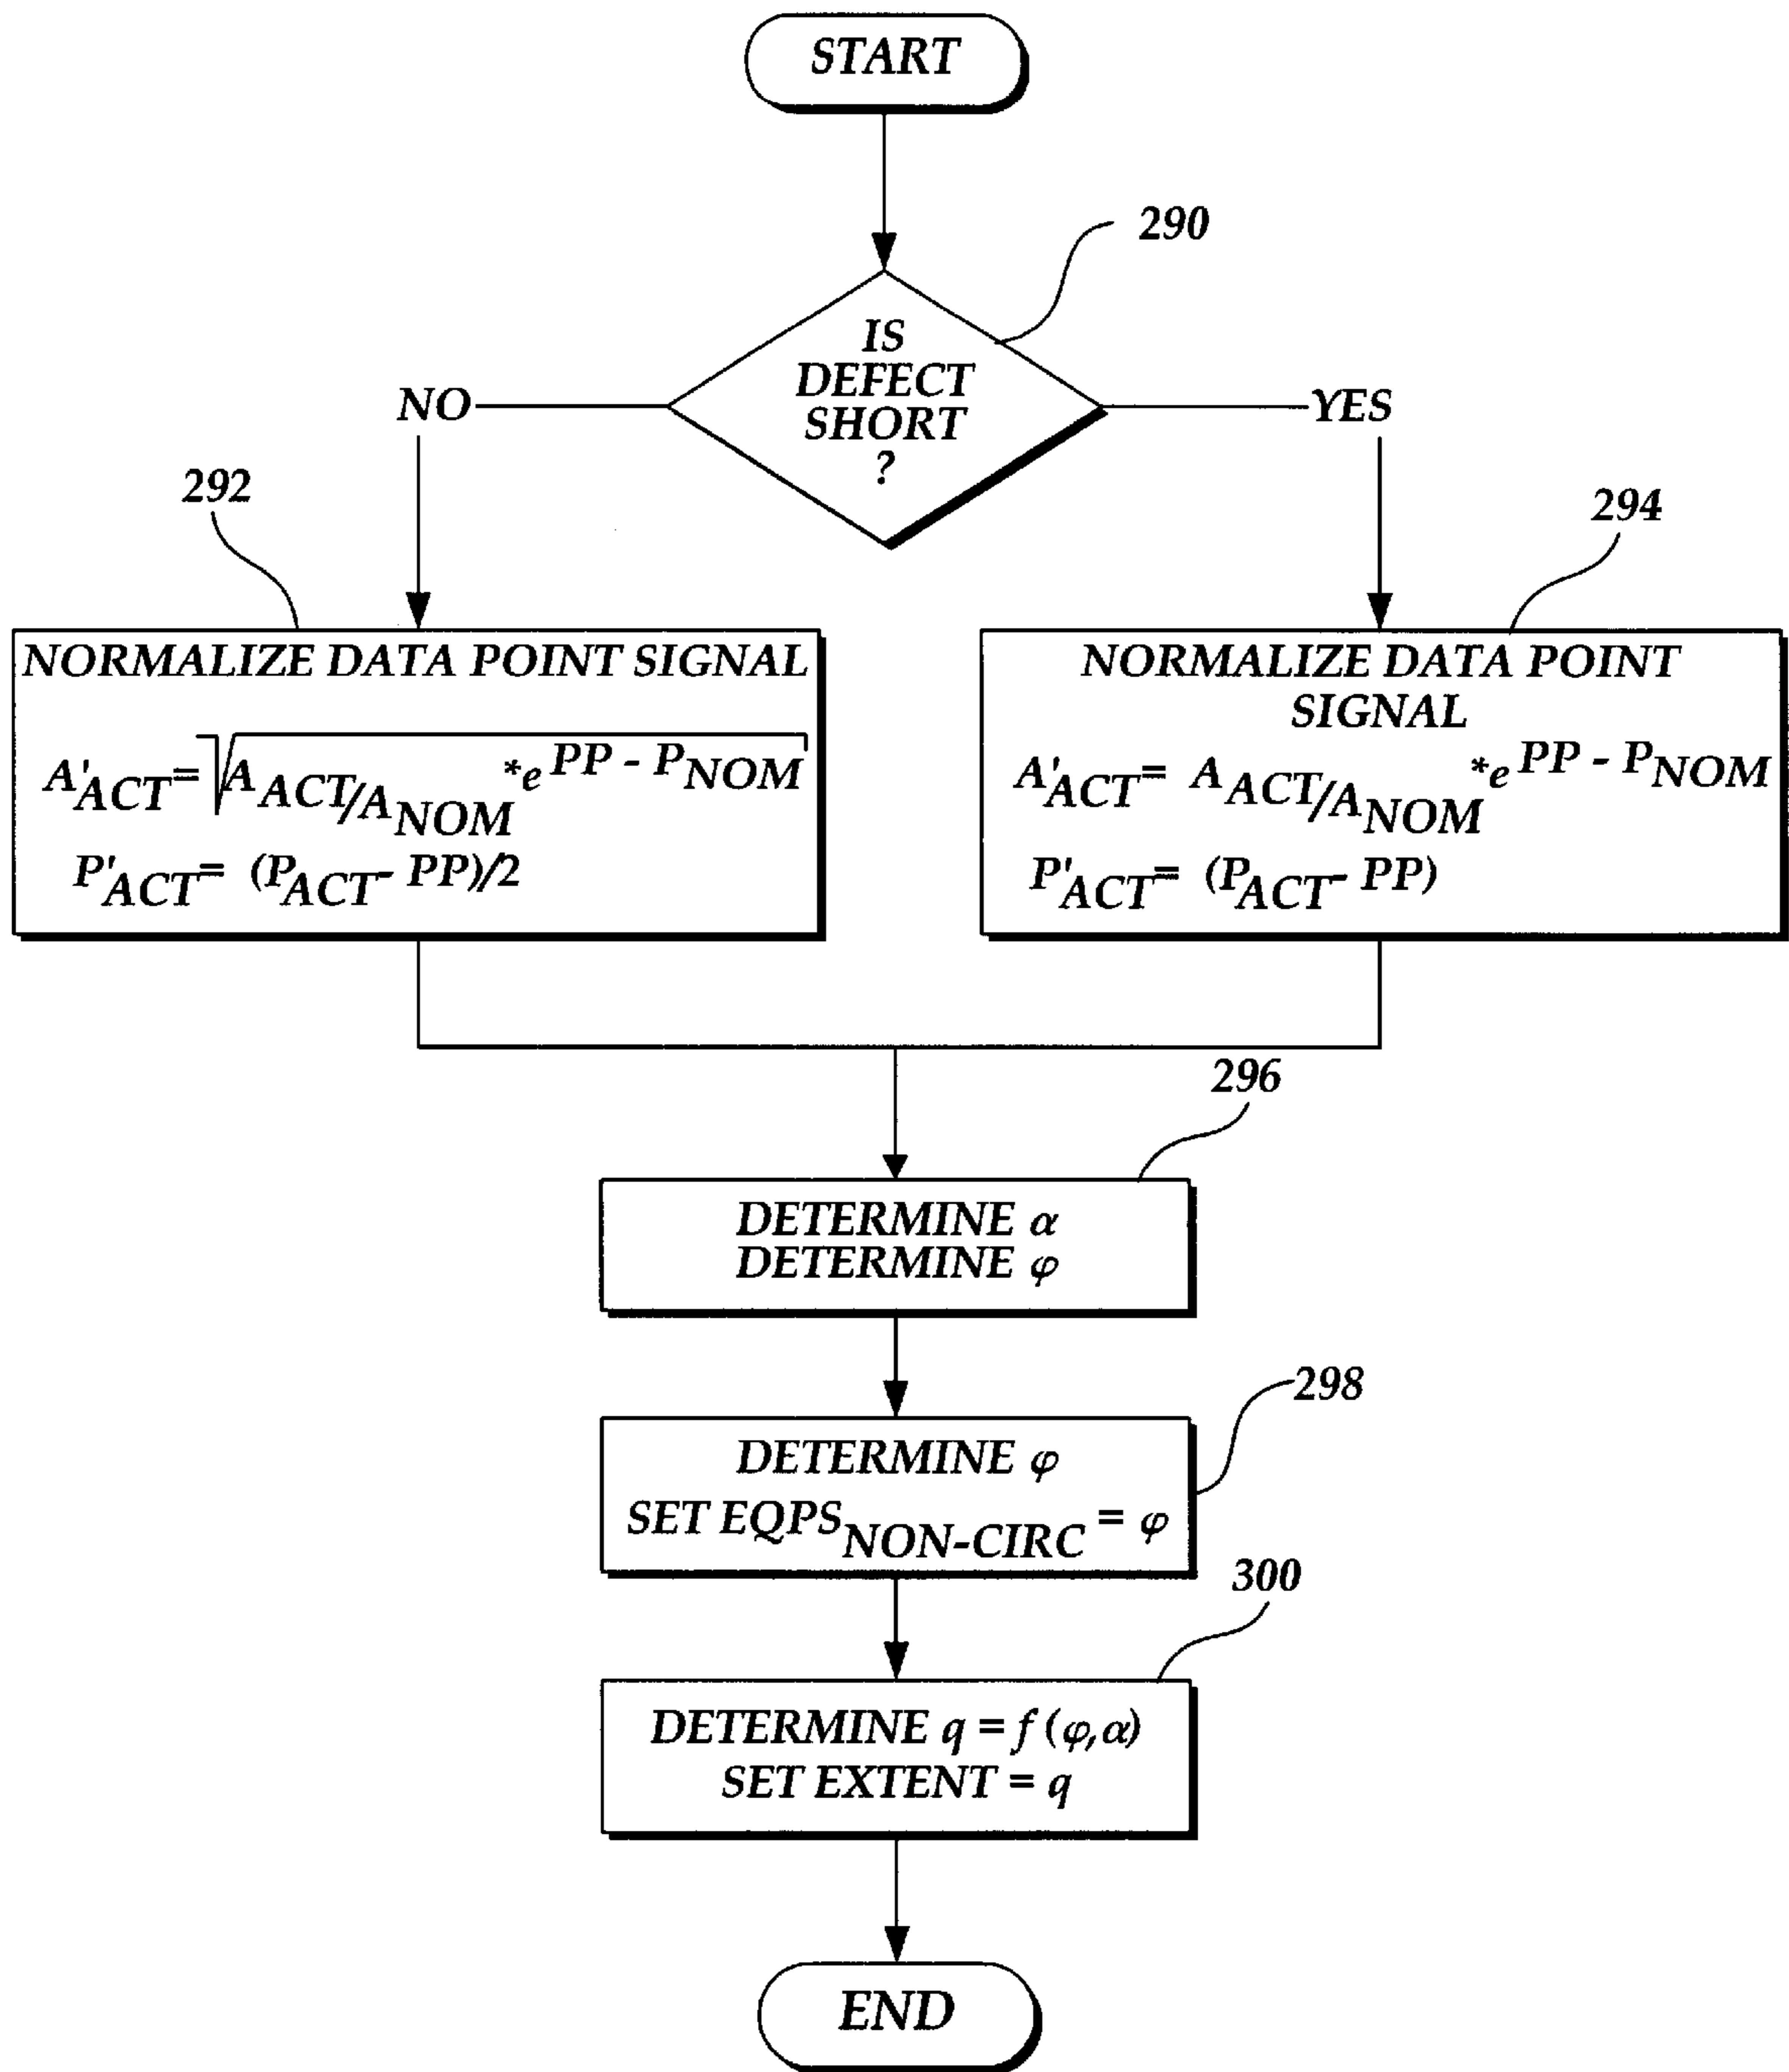 START
290
IS
DEFECT
SHORT
?
NO
YES
292
294
NORMALIZE DATA POINT SIGNAL
A'ACT= √AACT/ANOM*e PP - PNOM
P'ACT= (PACT- PP)/2
NORMALIZE DATA POINT
SIGNAL
A'ACT= AACT/ANOM*e PP - PNOM
P'ACT= (PACT- PP)
296
DETERMINE α
DETERMINE φ
298
DETERMINE φ
SET EQPSNON-CIRC = φ
300
DETERMINE q = f (φ,α)
SET EXTENT = q
END